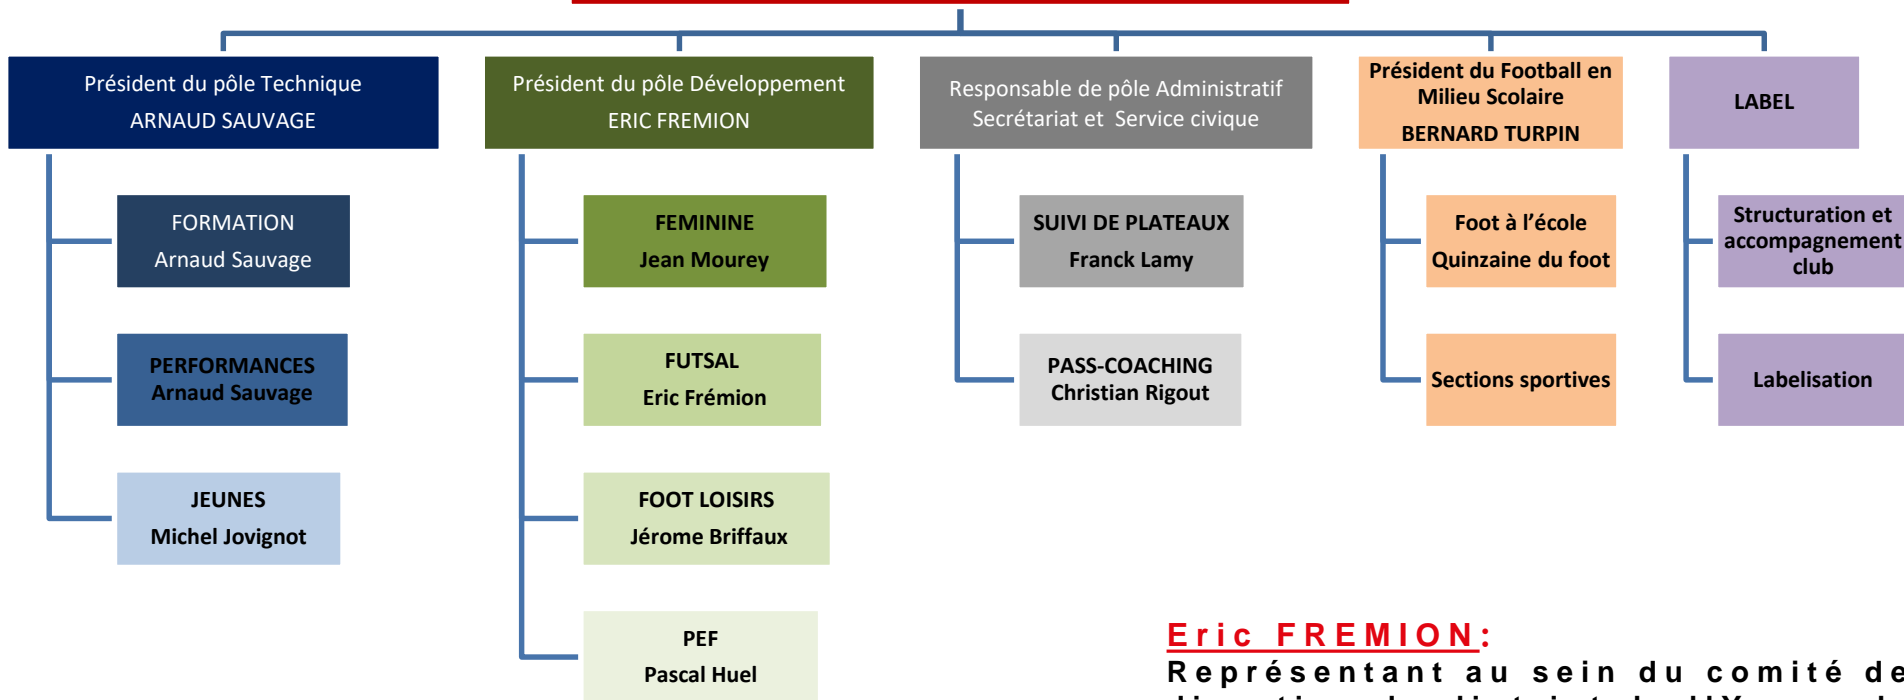 Président du pôle Technique
ARNAUD SAUVAGE
FORMATION
Arnaud Sauvage
PERFORMANCES
Arnaud Sauvage
JEUNES
Michel Jovignot
Président du pôle Développement
ERIC FREMION
FEMININE
Jean Mourey
FUTSAL
Eric Frémion
FOOT LOISIRS
Jérome Briffaux
PEF
Pascal Huel
Responsable de pôle Administratif
Secrétariat et Service civique
SUIVI DE PLATEAUX
Franck Lamy
PASS-COACHING
Christian Rigout
Président du Football en
Milieu Scolaire
BERNARD TURPIN
Foot à l’école
Quinzaine du foot
Sections sportives
LABEL
Structuration et
accompagnement
club
Labelisation
Eric FREMION:
Représentant au sein du comité de